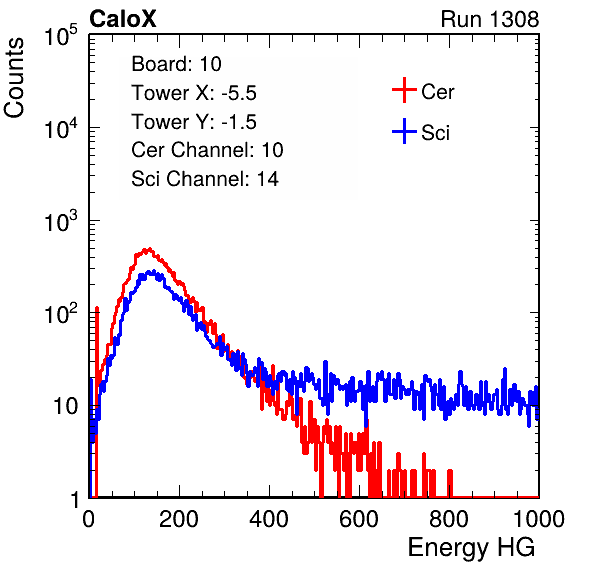 CaloX Run 1308
Counts
10^5
10^4
10^3
10^2
10
1
Board: 10
Tower X: -5.5
Tower Y: -1.5
Cer Channel: 10
Sci Channel: 14
Cer
Sci
0 200 400 600 800 1000
Energy HG